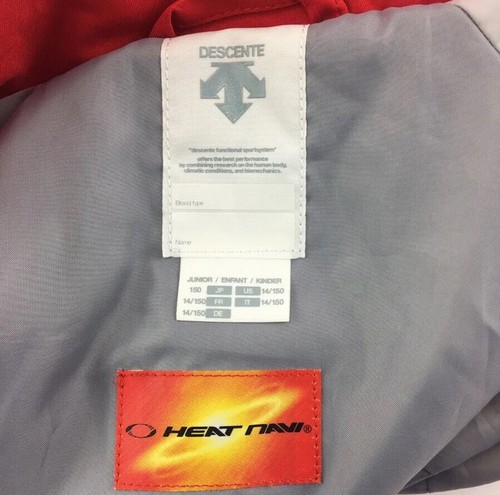 DESCENTE
"descente functional sportsystem"
offers the best performance
by combining research on the human body,
climatic conditions, and biomechanics.
Blood type
Name
JUNIOR / ENFANT / KINDER
150 JP US 14/150
14/150 FR IT 14/150
14/150 DE
HEAT NAVI®